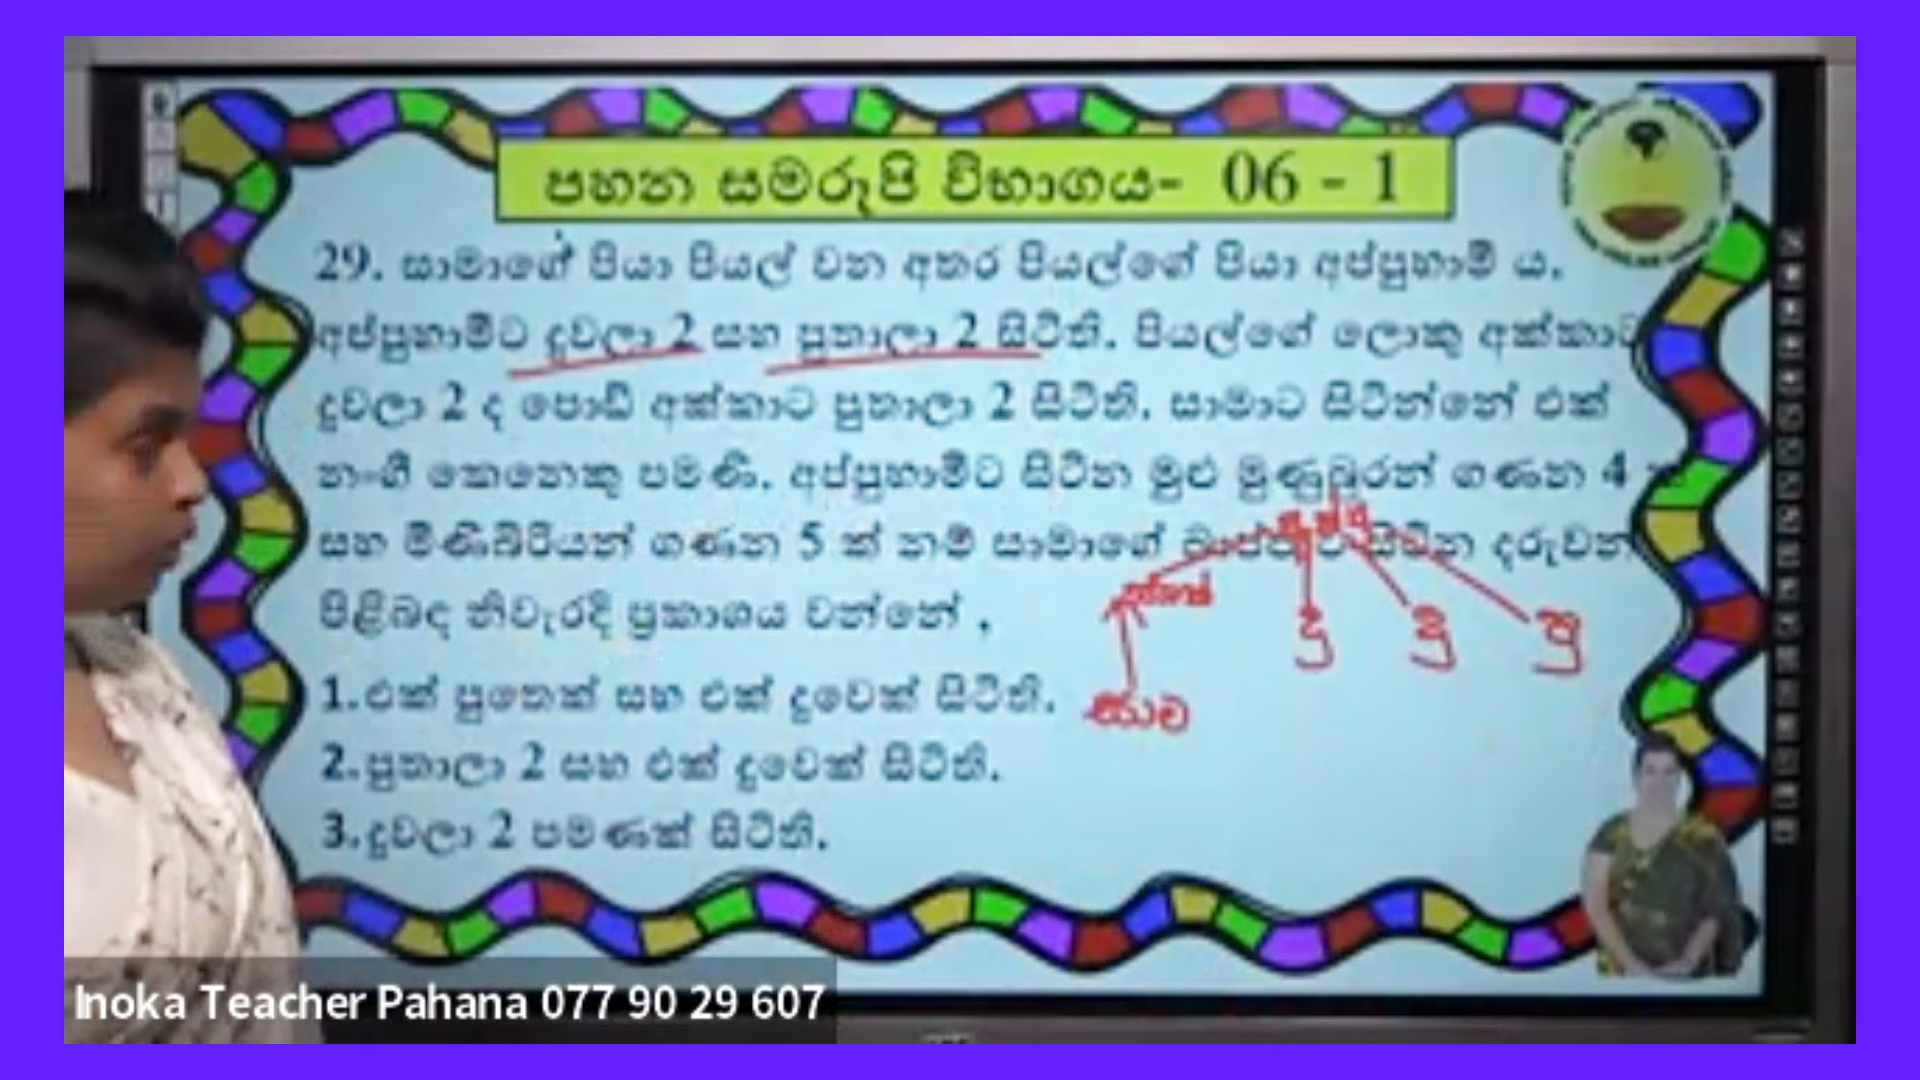 පහන සමරූපි විභාගය- 06 - 1
29. සාමාගේ පියා පියල් වන අතර පියල්ගේ පියා අප්පුහාමි ය.
අප්පුහාමිට දුවලා 2 සහ පුතාලා 2 සිටිති. පියල්ගේ ලොකු අක්කාට
දුවලා 2 ද පොඩි අක්කාට පුතාලා 2 සිටිති. සාමාට සිටින්නේ එක්
නංගී කෙනෙකු පමණි. අප්පුහාමිට සිටින මුළු මුණුබුරන් ගණන 4
සහ මිණිබිරියන් ගණන 5 ක් නම් සාමාගේ බාප්පාට සිටින දරුවන්
අප්පු
පිළිබඳ නිවැරදි ප්‍රකාශය වන්නේ ,
දු දු පු
1.එක් පුතෙක් සහ එක් දුවෙක් සිටිති.
2.පුතාලා 2 සහ එක් දුවෙක් සිටිති.
3.දුවලා 2 පමණක් සිටිති.
Inoka Teacher Pahana 077 90 29 607